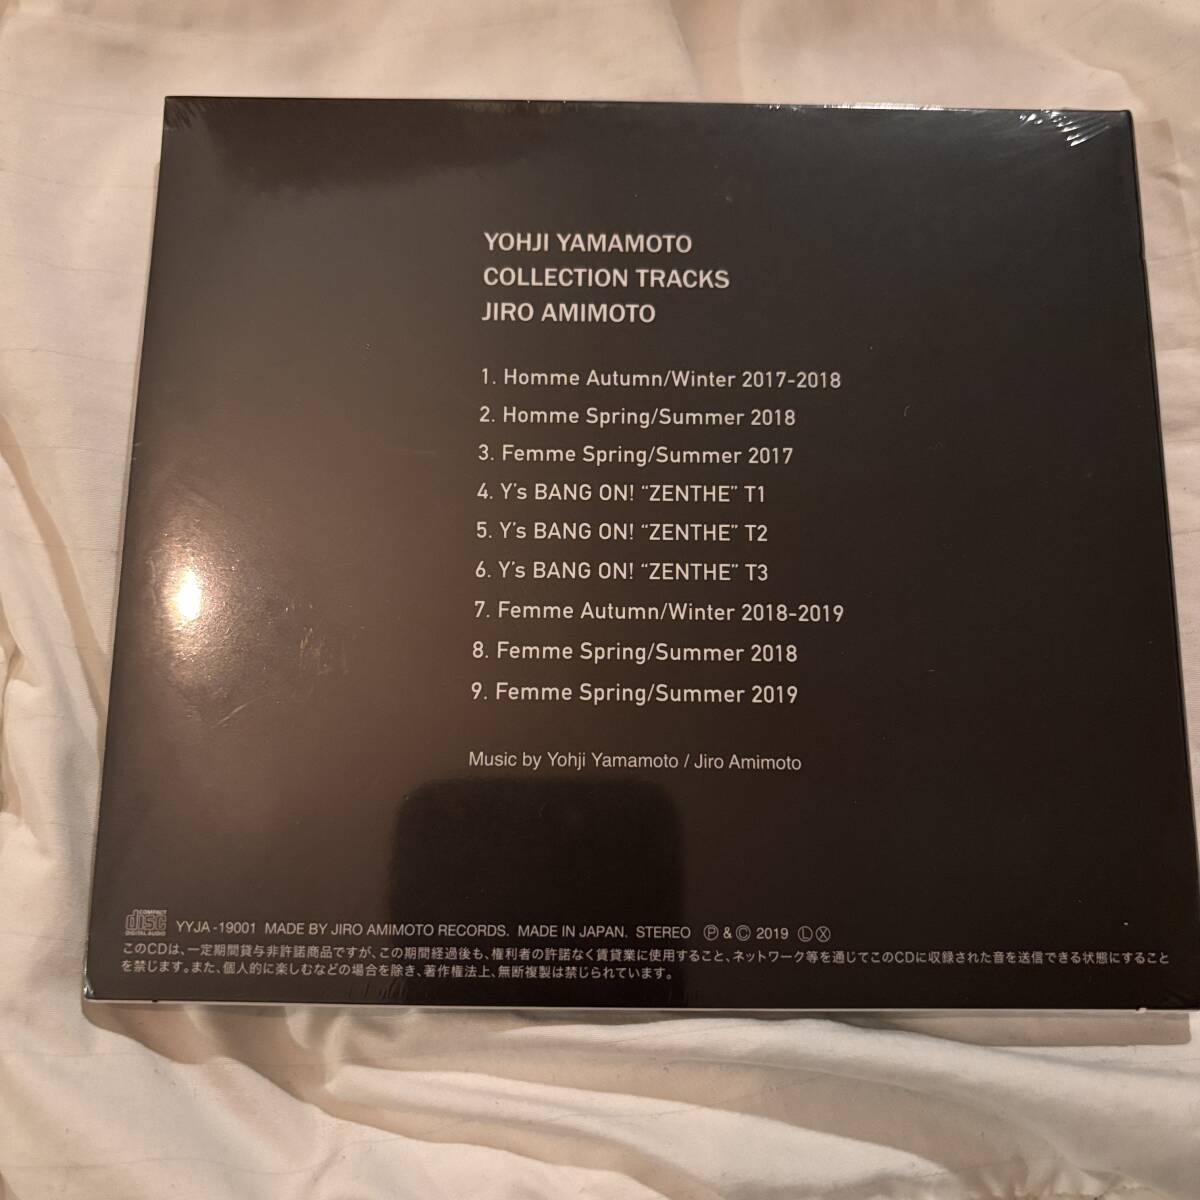 YOHJI YAMAMOTO
COLLECTION TRACKS
JIRO AMIMOTO
1. Homme Autumn/Winter 2017-2018
2. Homme Spring/Summer 2018
3. Femme Spring/Summer 2017
4. Y's BANG ON! “ZENTHE” T1
5. Y's BANG ON! “ZENTHE” T2
6. Y's BANG ON! “ZENTHE” T3
7. Femme Autumn/Winter 2018-2019
8. Femme Spring/Summer 2018
9. Femme Spring/Summer 2019
Music by Yohji Yamamoto / Jiro Amimoto
COMPACT
disc
DIGITAL AUDIO
YYJA -19001 MADE BY JIRO AMIMOTO RECORDS. MADE IN JAPAN. STEREO Ⓟ & Ⓒ 2019 Ⓛ Ⓧ
このCDは、一定期間貸与非許諾商品ですが、この期間経過後も、権利者の許諾なく賃貸業に使用すること、ネットワーク等を通じてこのCDに収録された音を送信できる状態にすること
を禁じます。また、個人的に楽しむなどの場合を除き、著作権法上、無断複製は禁じられています。